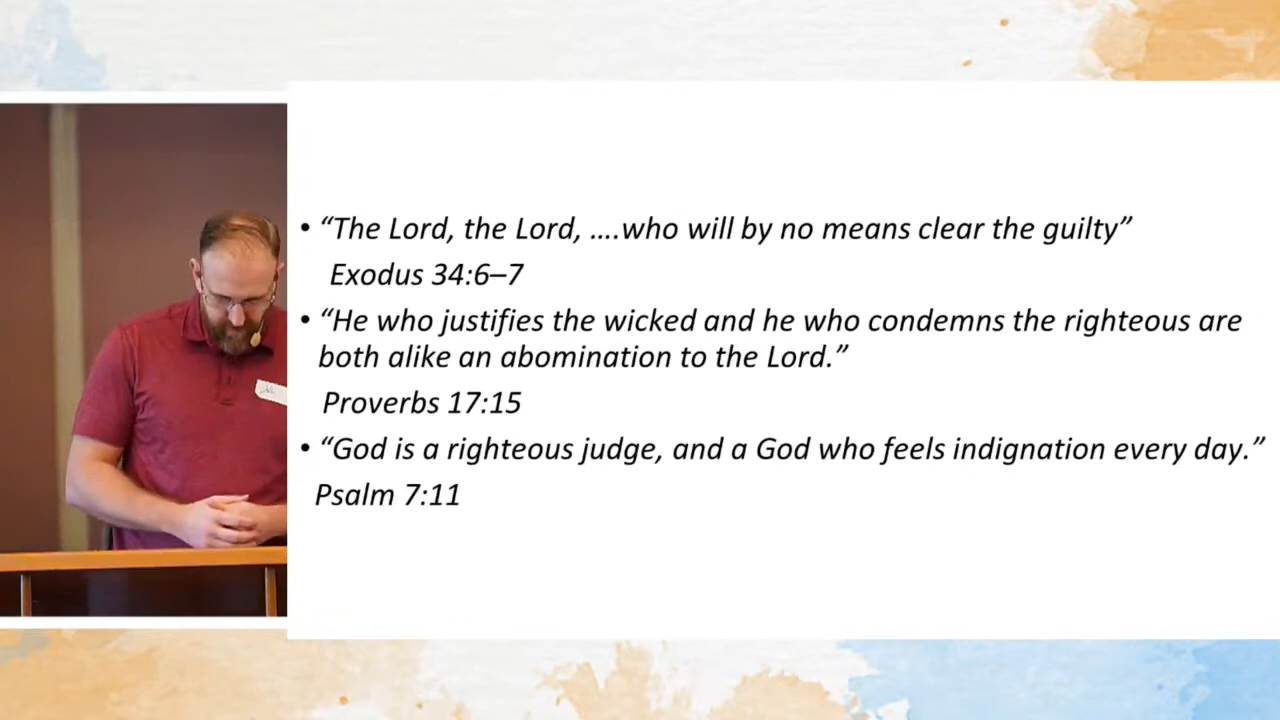 • “The Lord, the Lord, ….who will by no means clear the guilty”
Exodus 34:6–7
• “He who justifies the wicked and he who condemns the righteous are
both alike an abomination to the Lord.”
Proverbs 17:15
• “God is a righteous judge, and a God who feels indignation every day.”
Psalm 7:11